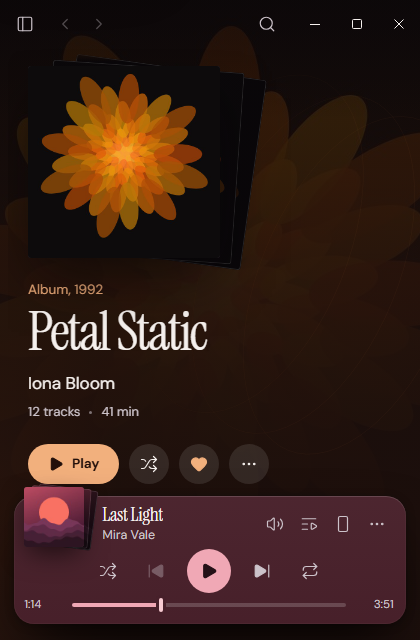 Album, 1992
Petal Static
Iona Bloom
12 tracks • 41 min
Play
Last Light
Mira Vale
1:14
3:51